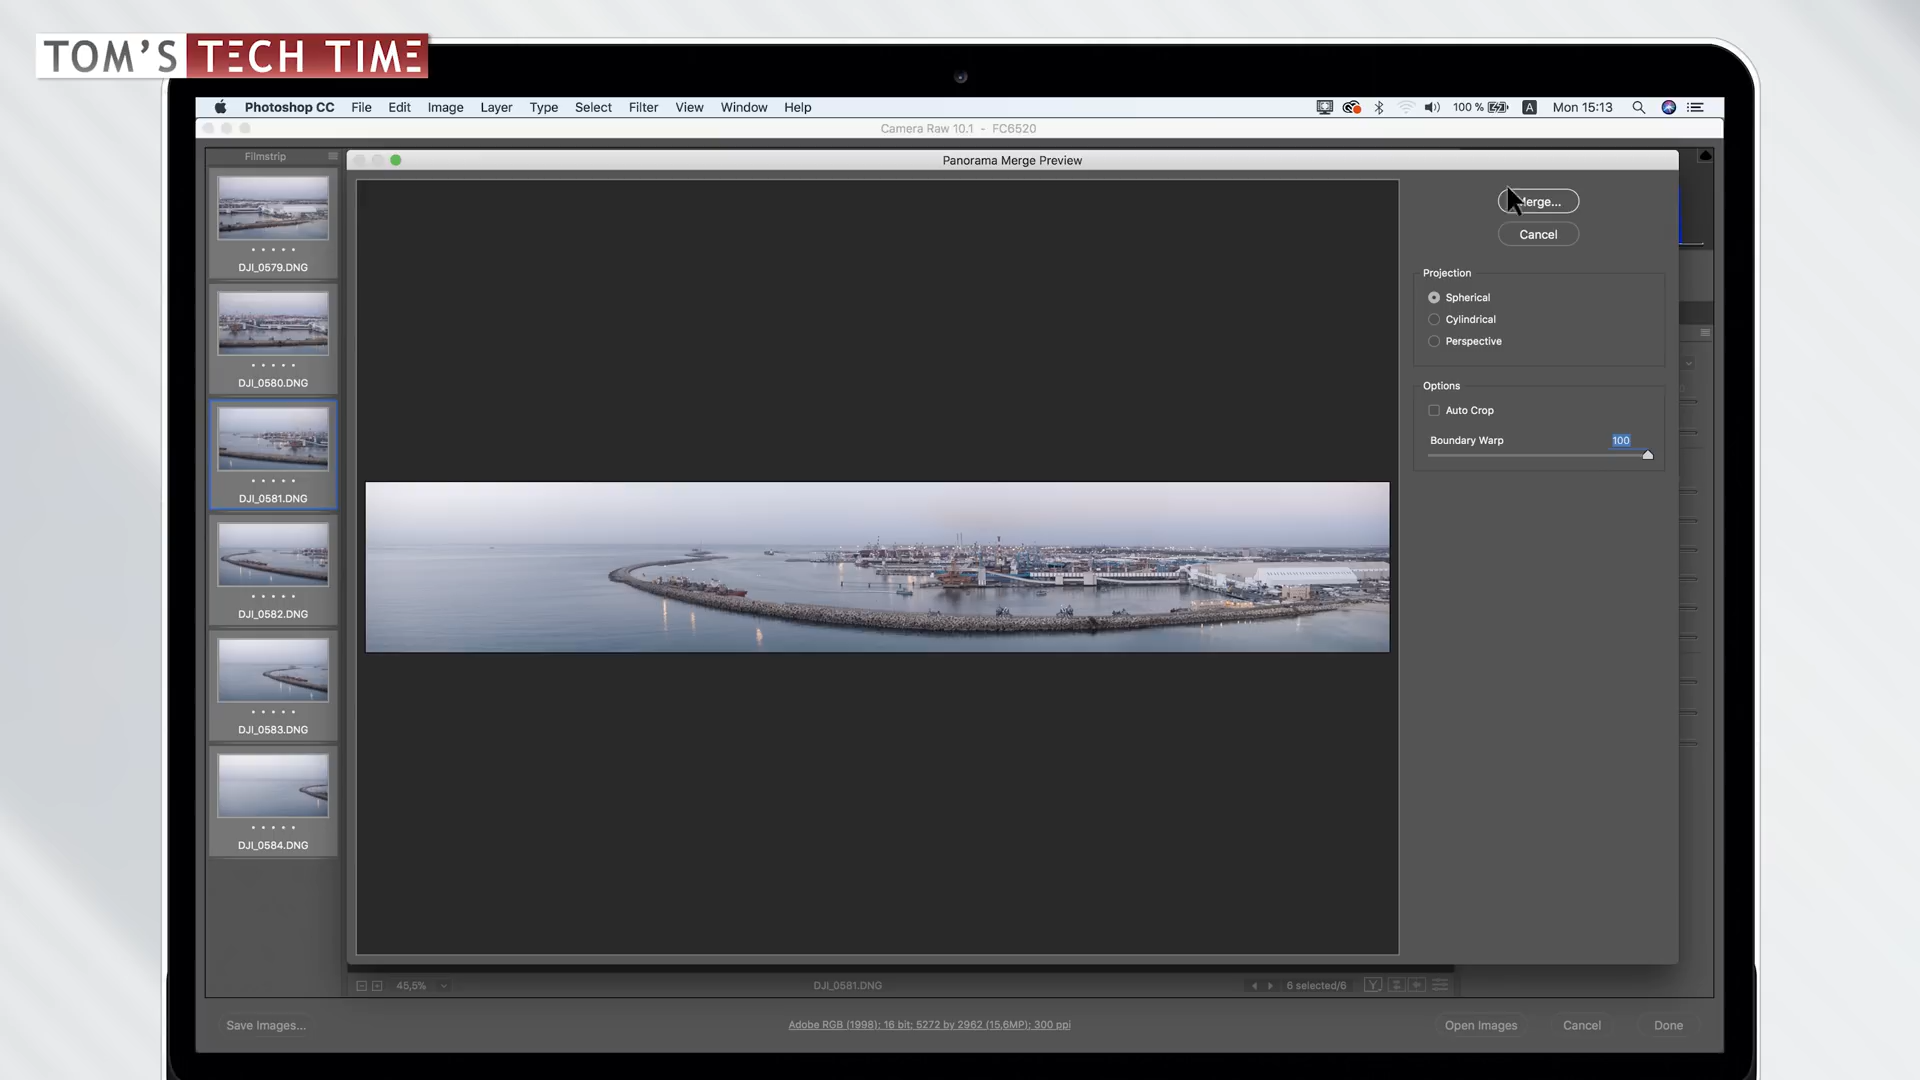 TOM'S TECH TIME
Photoshop CC File Edit Image Layer Type Select Filter View Window Help 100 % A Mon 15:13
Camera Raw 10.1 - FC6520
Filmstrip
Panorama Merge Preview
DJI_0579.DNG
DJI_0580.DNG
DJI_0581.DNG
DJI_0582.DNG
DJI_0583.DNG
DJI_0584.DNG
Cancel
Projection
Spherical
Cylindrical
Perspective
Options
Auto Crop
Boundary Warp 100
45,5% DJI_0581.DNG 6 selected/6 Y
Save Images... Adobe RGB (1998); 16 bit; 5272 by 2962 (15,6MP); 300 ppi Open Images Cancel Done